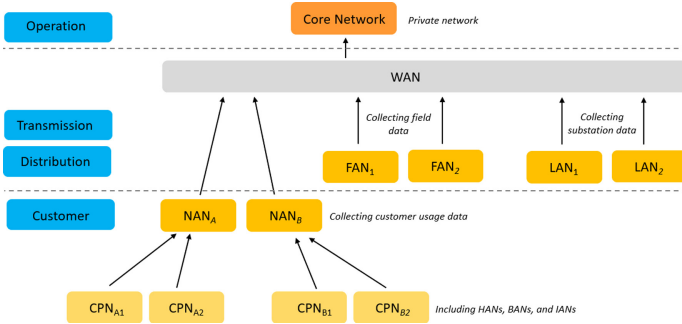 Operation
Core Network
Private network
WAN
Transmission
Collecting field
data
Collecting
substation data
Distribution
FAN1
FAN2
LAN1
LAN2
Customer
NANA
NANB
Collecting customer usage data
CPNA1
CPNA2
CPNB1
CPNB2
Including HANs, BANs, and IANs